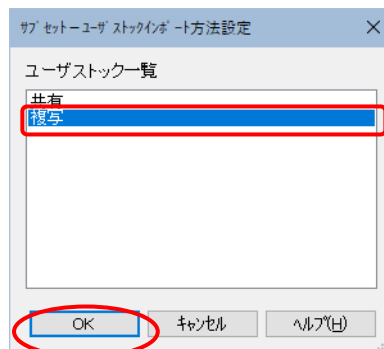 サブセット－ユーザストックインポート方法設定
ユーザストック一覧
共有
複写
OK
キャンセル
ヘルプ(H)